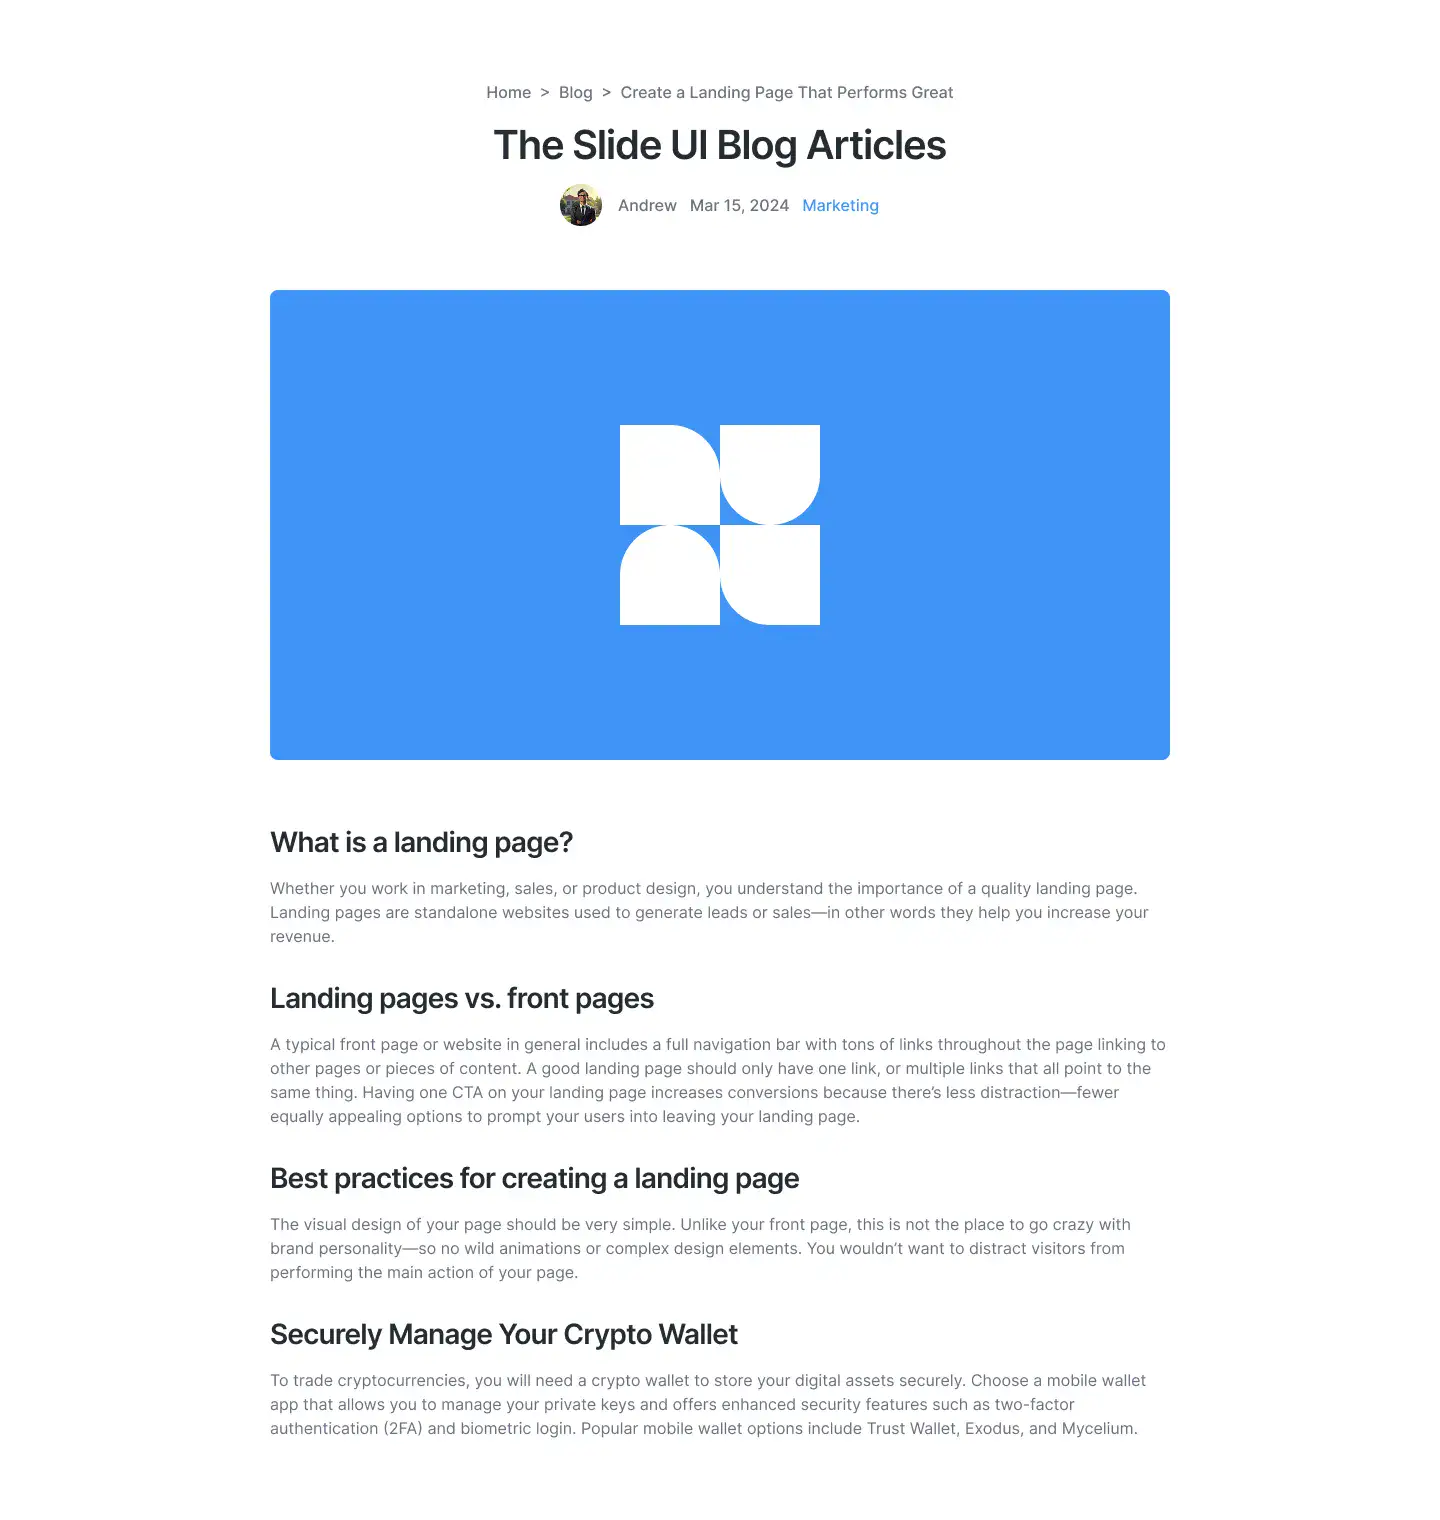 Home > Blog > Create a Landing Page That Performs Great
The Slide UI Blog Articles
Andrew Mar 15, 2024 Marketing
What is a landing page?
Whether you work in marketing, sales, or product design, you understand the importance of a quality landing page.
Landing pages are standalone websites used to generate leads or sales—in other words they help you increase your
revenue.
Landing pages vs. front pages
A typical front page or website in general includes a full navigation bar with tons of links throughout the page linking to
other pages or pieces of content. A good landing page should only have one link, or multiple links that all point to the
same thing. Having one CTA on your landing page increases conversions because there’s less distraction—fewer
equally appealing options to prompt your users into leaving your landing page.
Best practices for creating a landing page
The visual design of your page should be very simple. Unlike your front page, this is not the place to go crazy with
brand personality—so no wild animations or complex design elements. You wouldn’t want to distract visitors from
performing the main action of your page.
Securely Manage Your Crypto Wallet
To trade cryptocurrencies, you will need a crypto wallet to store your digital assets securely. Choose a mobile wallet
app that allows you to manage your private keys and offers enhanced security features such as two-factor
authentication (2FA) and biometric login. Popular mobile wallet options include Trust Wallet, Exodus, and Mycelium.